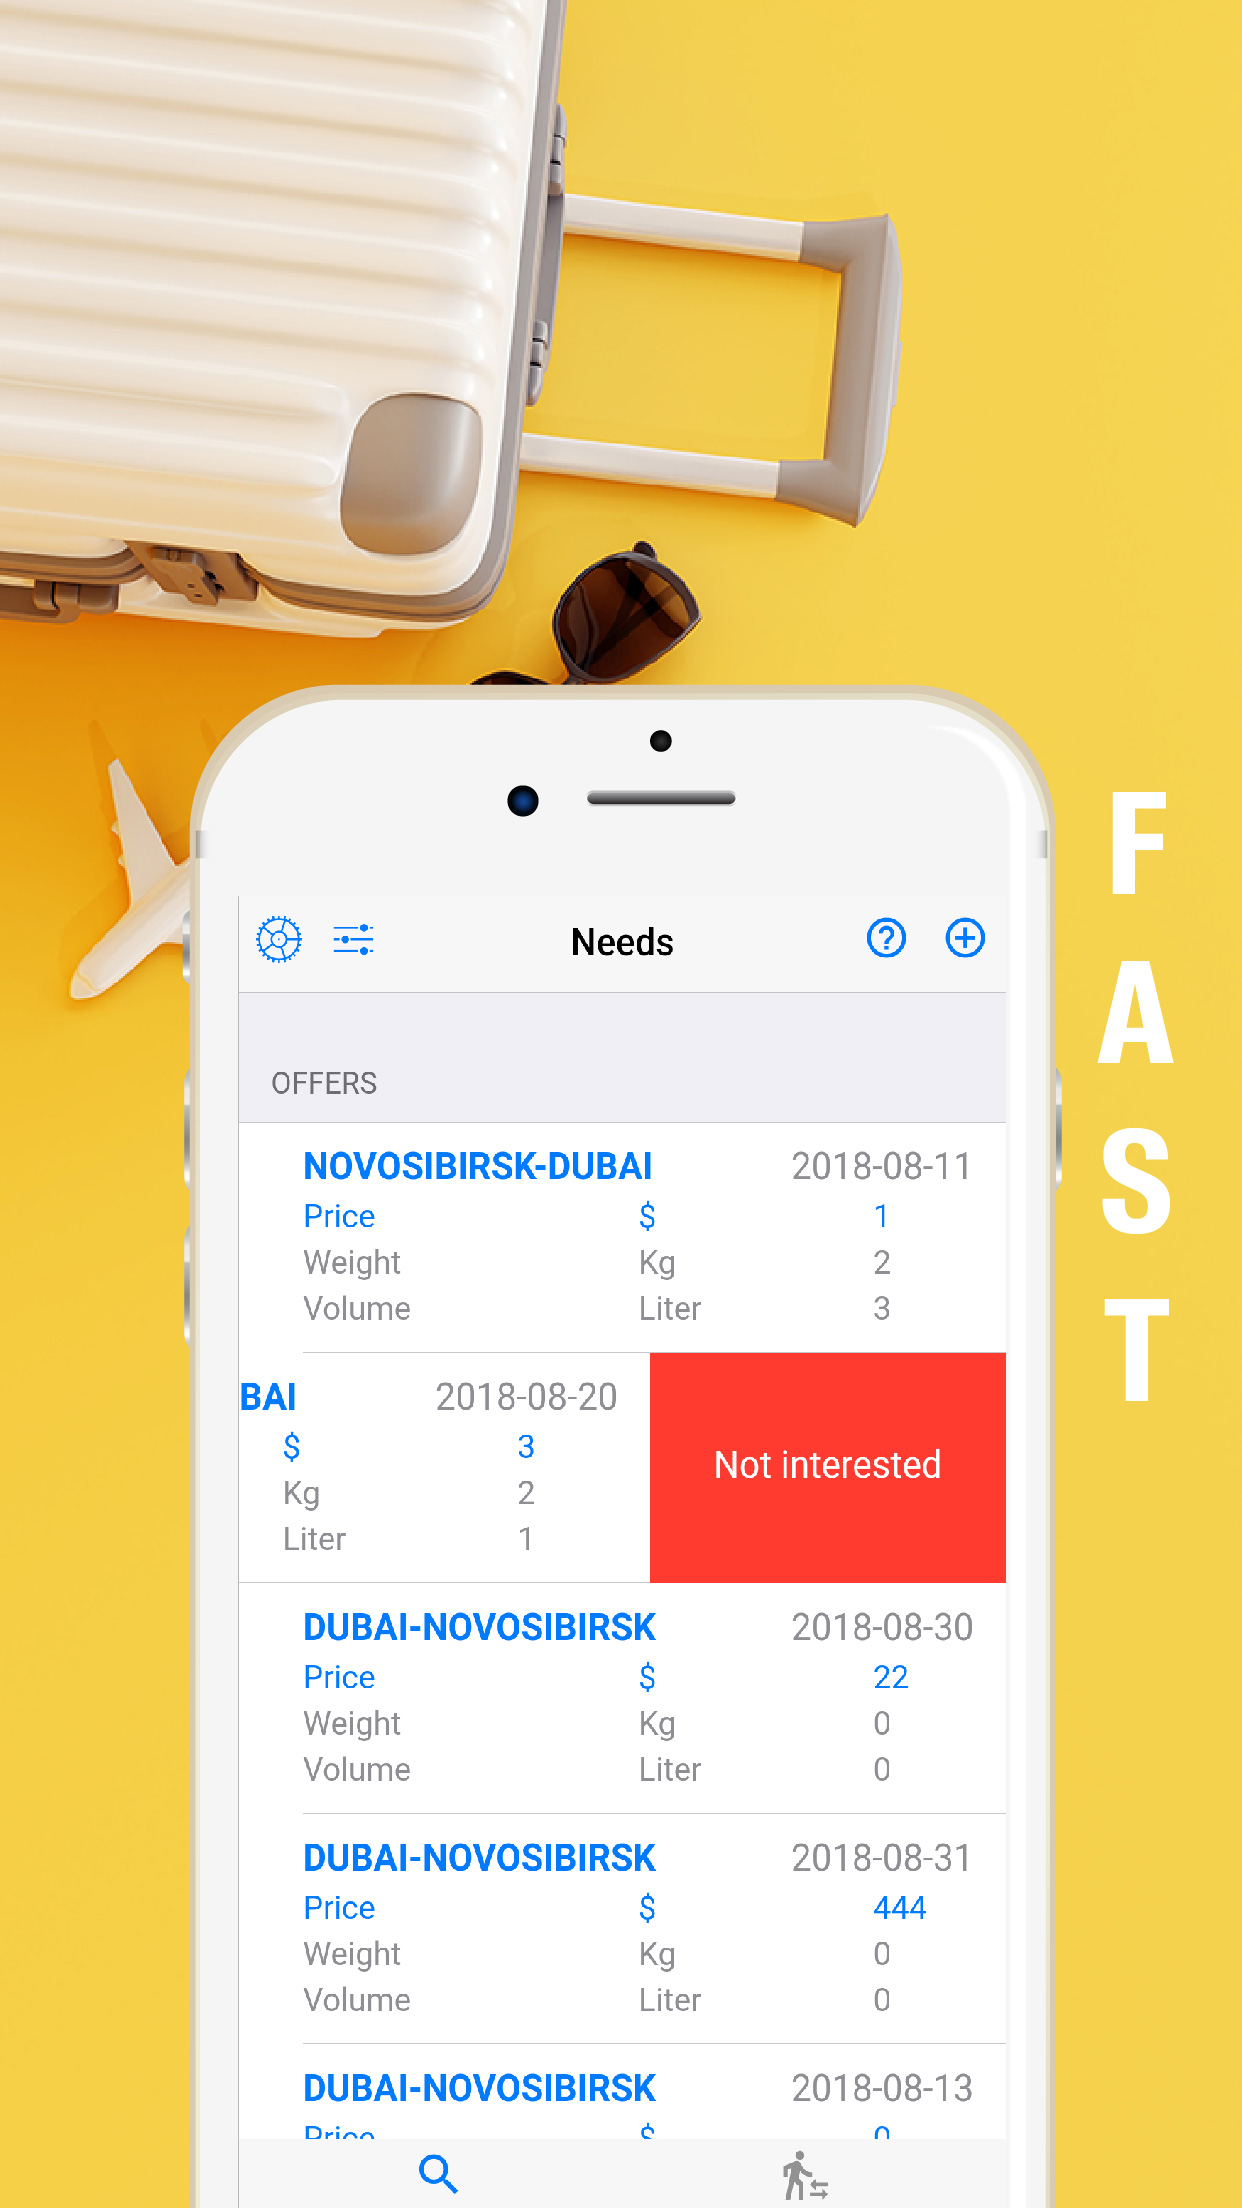 FAST
Needs
OFFERS
NOVOSIBIRSK-DUBAI 2018-08-11
Price $ 1
Weight Kg 2
Volume Liter 3
BAI 2018-08-20
$ 3
Kg 2
Liter 1
Not interested
DUBAI-NOVOSIBIRSK 2018-08-30
Price $ 22
Weight Kg 0
Volume Liter 0
DUBAI-NOVOSIBIRSK 2018-08-31
Price $ 444
Weight Kg 0
Volume Liter 0
DUBAI-NOVOSIBIRSK 2018-08-13
Price $ 0